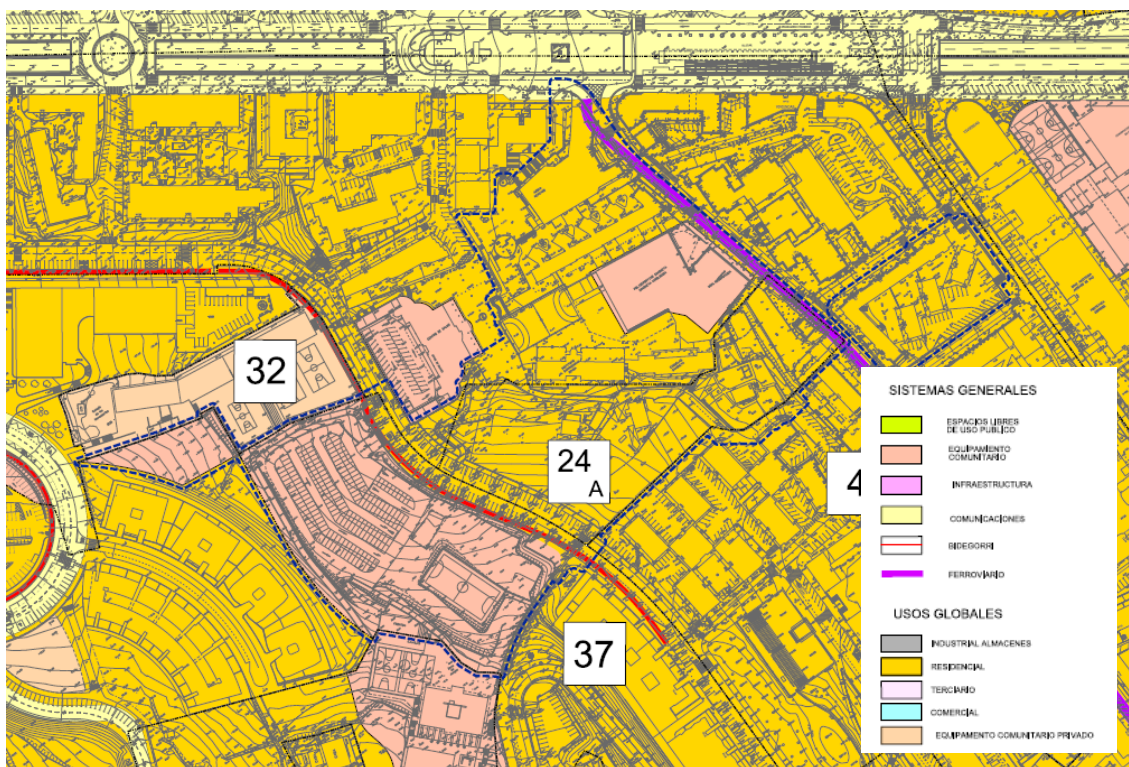 32
24
A
4
37
SISTEMAS GENERALES
ESPACIOS LIBRES
DE USO PUBLICO
EQUIPAMIENTO
COMUNITARIO
INFRAESTRUCTURA
COMUNICACIONES
BIDEGORRI
FERROVIARIO
USOS GLOBALES
INDUSTRIAL ALMACENES
RESIDENCIAL
TERCIARIO
COMERCIAL
EQUIPAMENTO COMUNITARIO PRIVADO